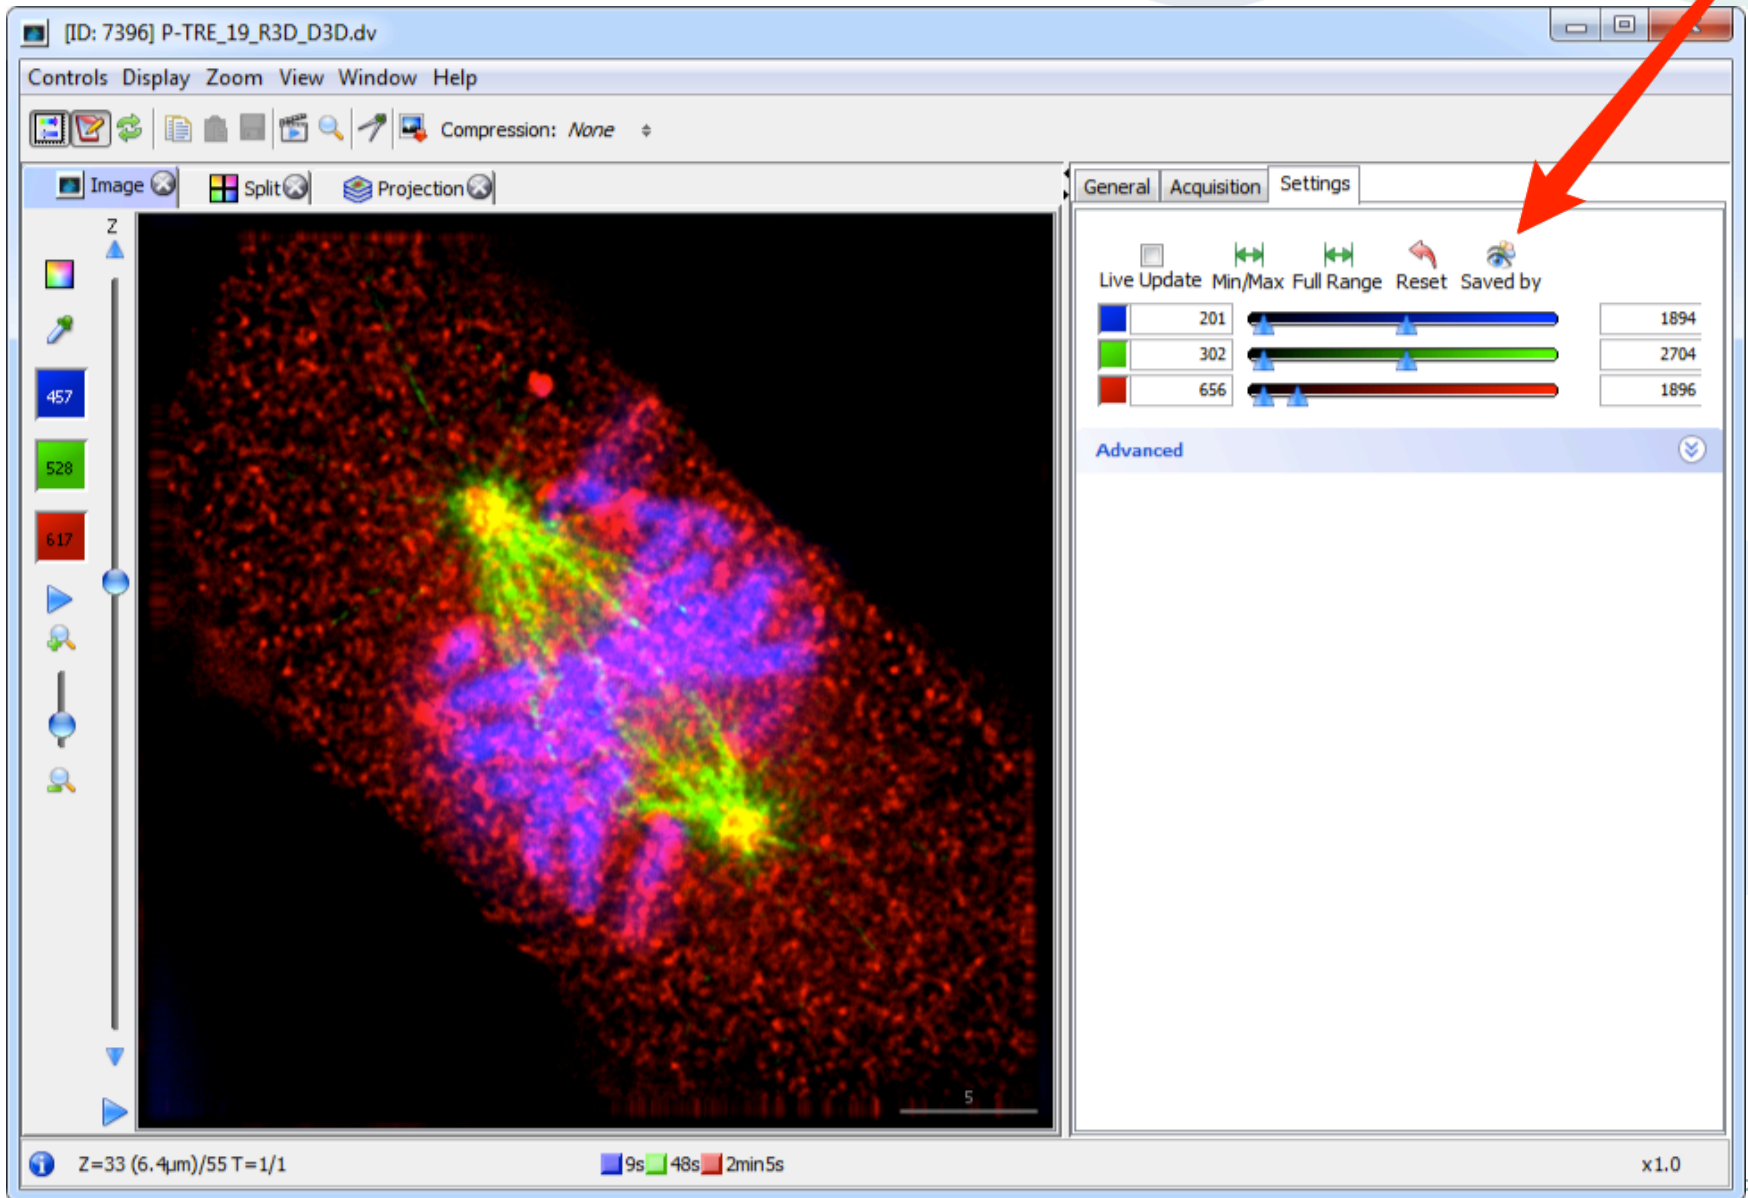 [ID: 7396] P-TRE_19_R3D_D3D.dv
Controls Display Zoom View Window Help
Compression: None
Image Split Projection
General Acquisition Settings
Z
Live Update Min/Max Full Range Reset Saved by
201 1894
302 2704
656 1896
Advanced
457
528
617
5
Z=33 (6.4µm)/55 T=1/1 9s 48s 2min5s x1.0